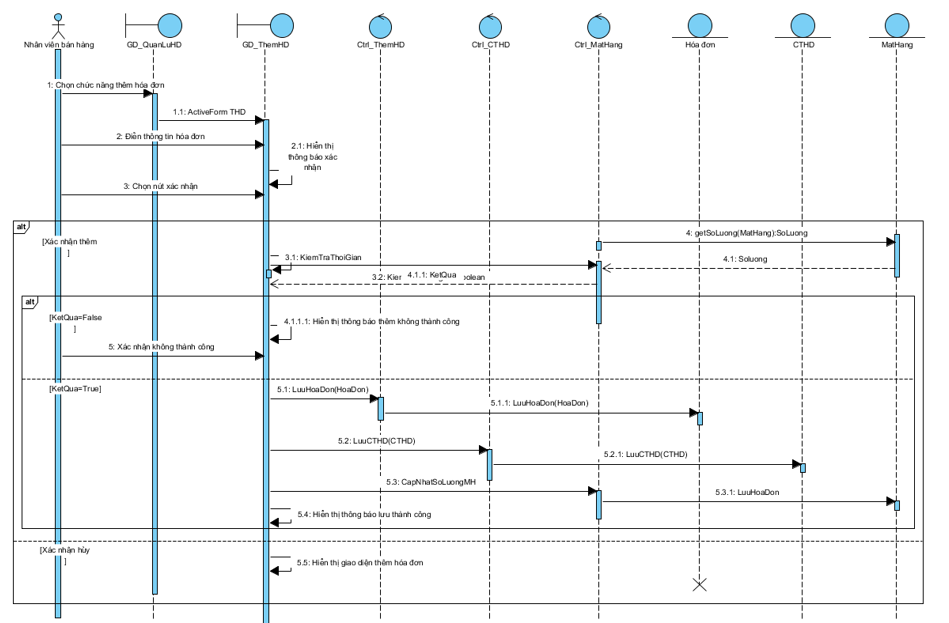 Nhân viên bán hàng
GD_QuanLuHD
GD_ThemHD
Ctrl_ThemHD
Ctrl_CTHD
Ctrl_MatHang
Hóa đơn
CTHD
MatHang
1: Chọn chức năng thêm hóa đơn
1.1: ActiveForm THD
2: Điền thông tin hóa đơn
2.1: Hiển thị
thông báo xác
nhận
3: Chọn nút xác nhận
alt
[Xác nhận thêm
]
4: getSoLuong(MatHang):SoLuong
3.1: KiemTraThoiGian
4.1: Soluong
3.2: 4.1.1: KetQua
alt
[KetQua=False
]
4.1.1.1: Hiển thị thông báo thêm không thành công
5: Xác nhận không thành công
[KetQua=True]
5.1: LuuHoaDon(HoaDon)
5.1.1: LuuHoaDon(HoaDon)
5.2: LuuCTHD(CTHD)
5.2.1: LuuCTHD(CTHD)
5.3: CapNhatSoLuongMH
5.3.1: LuuHoaDon
5.4: Hiển thị thông báo lưu thành công
[Xác nhận hủy
]
5.5: Hiển thị giao diện thêm hóa đơn